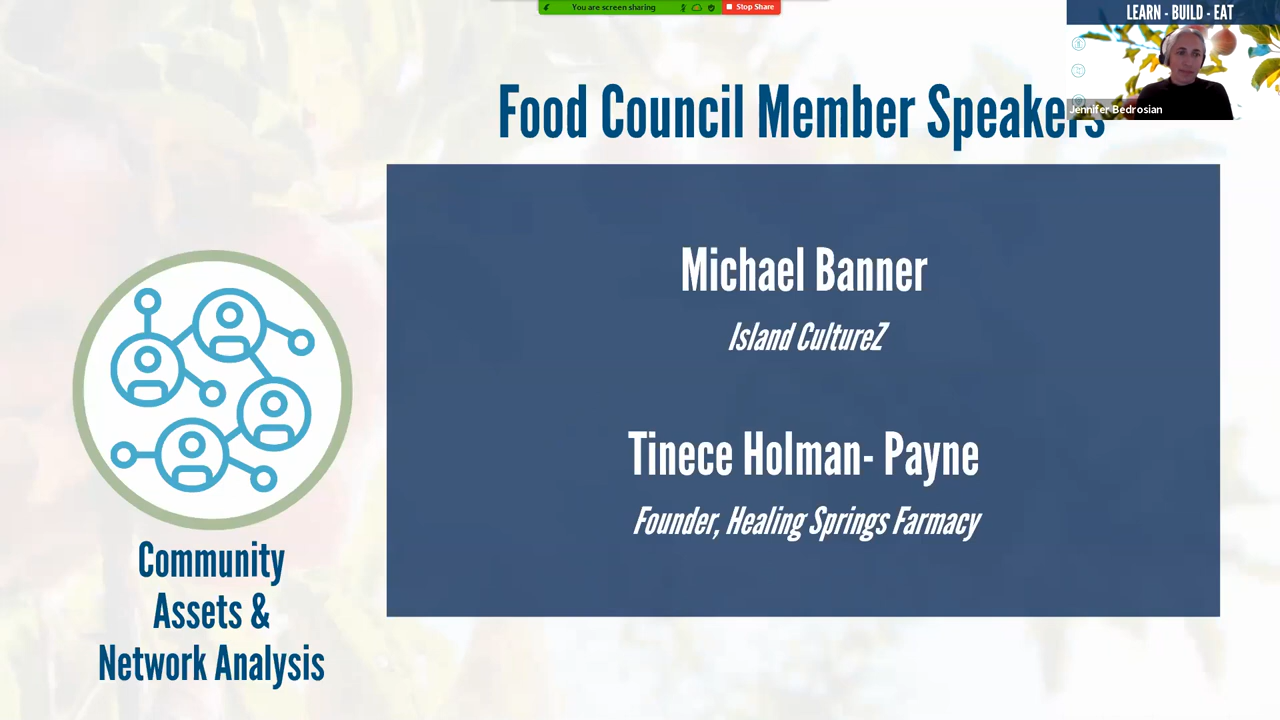 You are screen sharing
Stop Share
LEARN - BUILD - EAT
Jennifer Bedrosian
Food Council Member Speakers
Michael Banner
Island CultureZ
Tinece Holman- Payne
Founder, Healing Springs Farmacy
Community
Assets &
Network Analysis